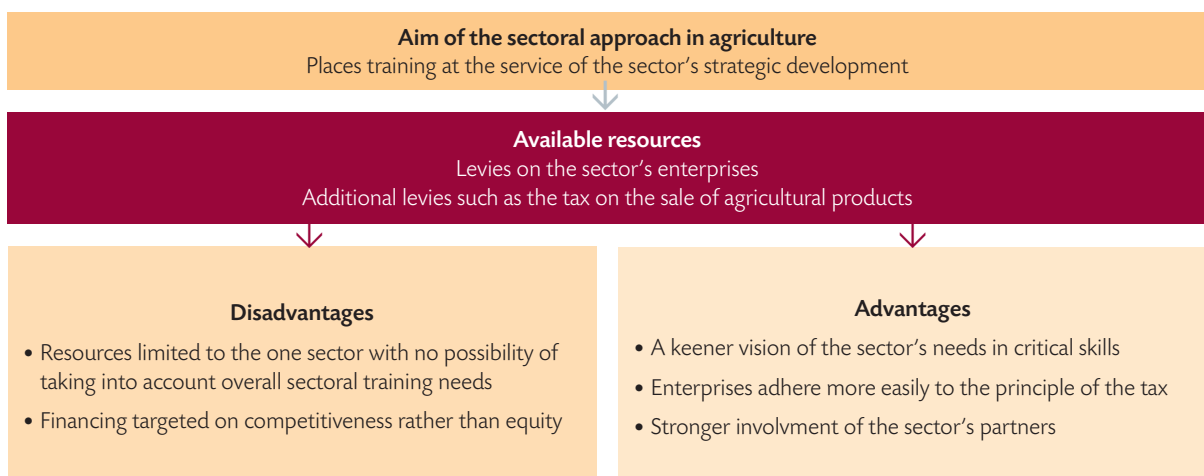 Aim of the sectoral approach in agriculture
Places training at the service of the sector’s strategic development
Available resources
Levies on the sector’s enterprises
Additional levies such as the tax on the sale of agricultural products
Disadvantages
• Resources limited to the one sector with no possibility of
taking into account overall sectoral training needs
• Financing targeted on competitiveness rather than equity
Advantages
• A keener vision of the sector’s needs in critical skills
• Enterprises adhere more easily to the principle of the tax
• Stronger involvment of the sector’s partners